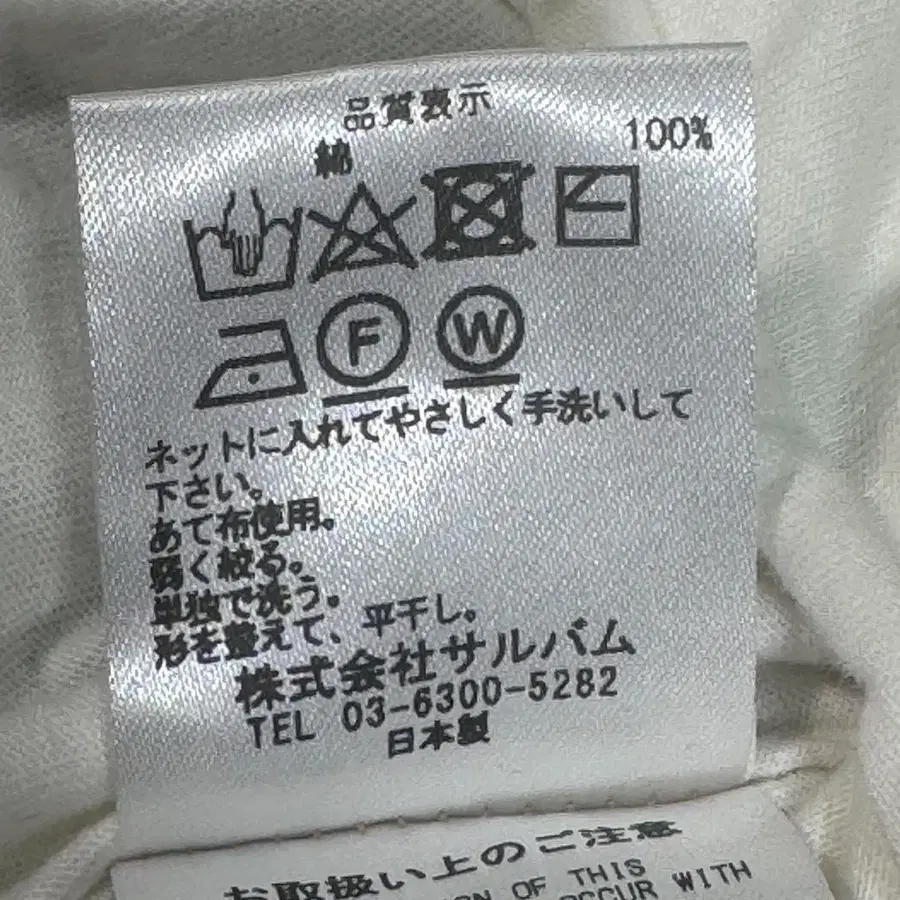 品質表示
綿 100%
F W
ネットに入れてやさしく手洗いして
下さい。
あて布使用。
弱く絞る。
単独で洗う。
形を整えて、平干し。
株式会社サルバム
TEL 03-6300-5282
日本製
お取扱い上のご注意
OF THIS
OCCUR WITH